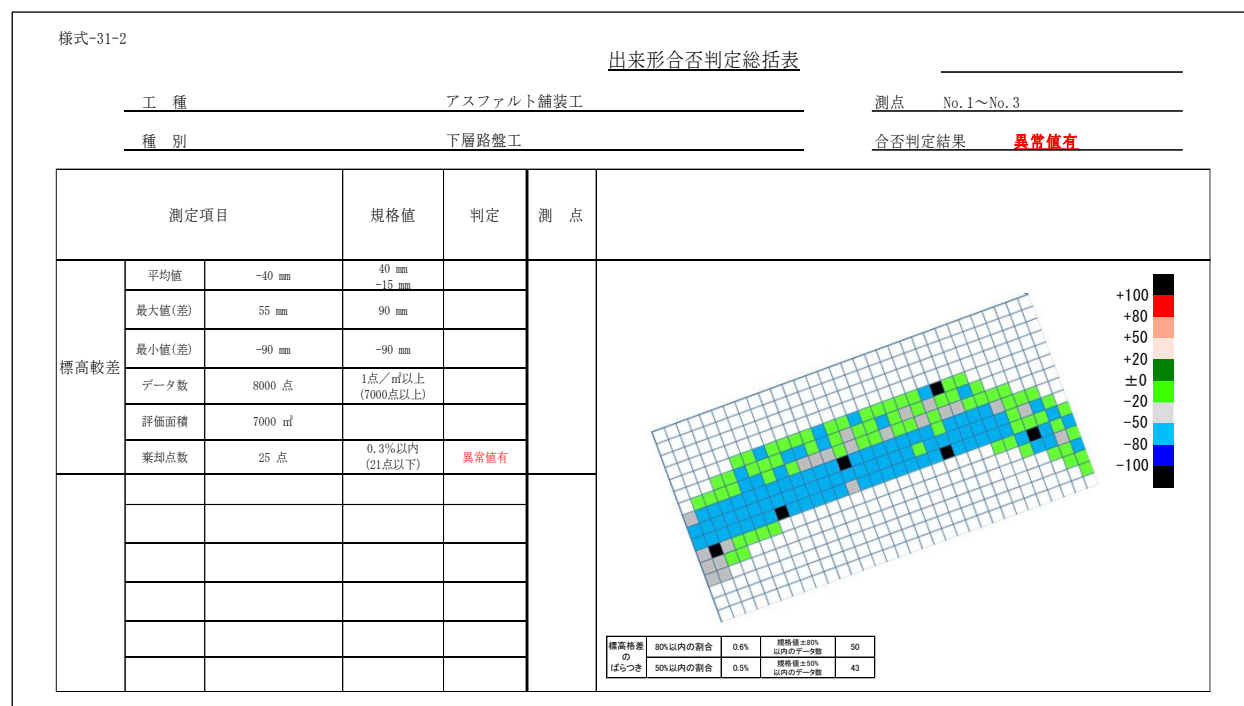 様式-31-2
出来形合否判定総括表
工 種 アスファルト舗装工 測点 No.1～No.3
種 別 下層路盤工 合否判定結果 異常値有
測定項目 規格値 判定 測 点
標高較差
平均値 -40 mm 40 mm
-15 mm
最大値(差) 55 mm 90 mm
最小値(差) -90 mm -90 mm
データ数 8000 点 1点／㎡以上
(7000点以上)
評価面積 7000 ㎡
棄却点数 25 点 0.3%以内
(21点以下) 異常値有
+100
+80
+50
+20
±0
-20
-50
-80
-100
標高格差
の
ばらつき
80%以内の割合 0.6% 規格値±80%
以内のデータ数 50
50%以内の割合 0.5% 規格値±50%
以内のデータ数 43